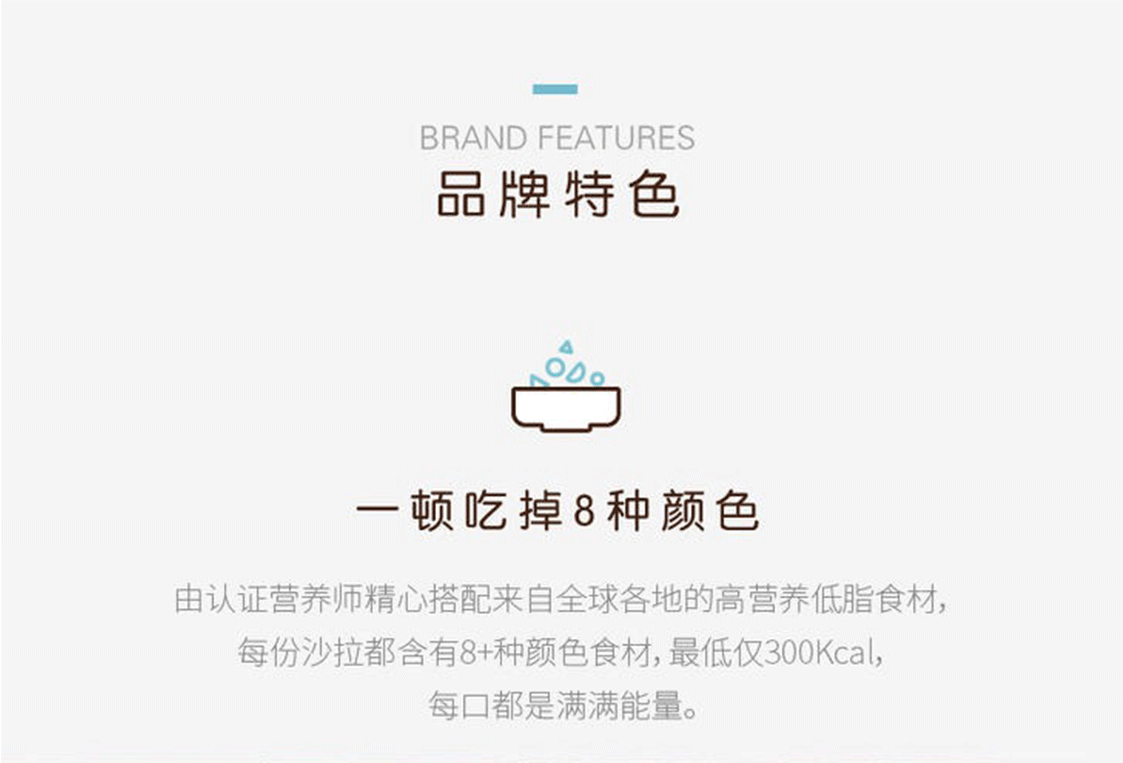 BRAND FEATURES
品牌特色
一顿吃掉8种颜色
由认证营养师精心搭配来自全球各地的高营养低脂食材,
每份沙拉都含有8+种颜色食材, 最低仅300Kcal,
每口都是满满能量。